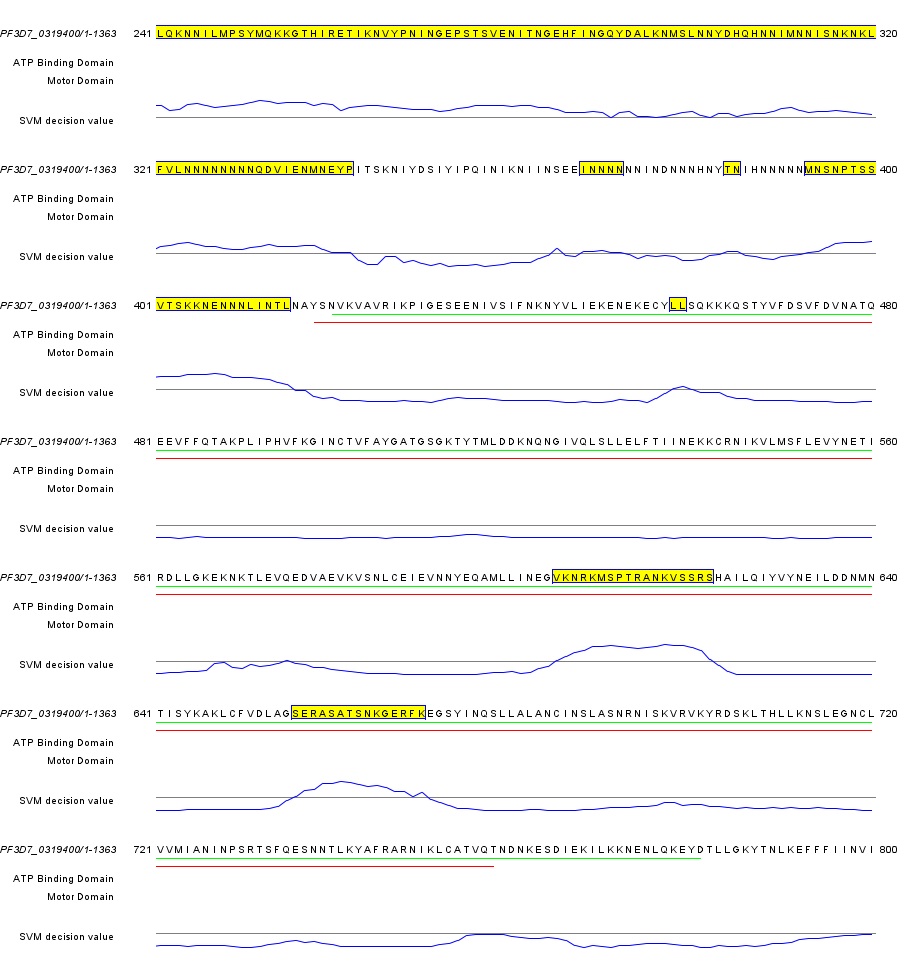 PF3D7_0319400/1-1363 241 LQKNNILMPSYMQKKGTHIRETIKNVYPNINGEPSTSVENITNGEHFINGQYDALKNMSLNNYDHQHNNIMNNISNKNKL 320
ATP Binding Domain
Motor Domain
SVM decision value
PF3D7_0319400/1-1363 321 FVLNNNNNNNNQDVIENMNEYPITSKNIYDSIYIPQINIKNIINSEEINNNNNNINDNNNHNYTNIHNNNNNMNSNPTSS 400
ATP Binding Domain
Motor Domain
SVM decision value
PF3D7_0319400/1-1363 401 VTSKKNENNNLINTLNAYSNVKVAVRIKPIGESEENIVSIFNKNYVLIEKENEKECYLLSQKKKQSTYVFDSVFDVNATQ 480
ATP Binding Domain
Motor Domain
SVM decision value
PF3D7_0319400/1-1363 481 EEVFFQTAKPLIPHVFKGINCTVFAYGATGSGKTYTMLDDKNQNGIVQLSLLELFTIINEKKCRNIKVLMSFLEVYNETI 560
ATP Binding Domain
Motor Domain
SVM decision value
PF3D7_0319400/1-1363 561 RDLLGKEKNKTLEVQEDVAEVKVSNLCEIEVNNYEQAMLLINEGVKNRKMSPTRANKVSSRSHAILQIYVYNEILDDNMN 640
ATP Binding Domain
Motor Domain
SVM decision value
PF3D7_0319400/1-1363 641 TISYKAKLCFVDLAGSERASATSNKGERFKEGSYINQSLLALANCINSLASNRNISKVRVKYRDSKLTHLLKNSLEGNCL 720
ATP Binding Domain
Motor Domain
SVM decision value
PF3D7_0319400/1-1363 721 VVMIANINPSRTSFQESNNTLKYAFRARNIKLCATVQTNDNKESDIEKILKKNENLQKEYDTLLGKYTNLKEFFFIINVI 800
ATP Binding Domain
Motor Domain
SVM decision value